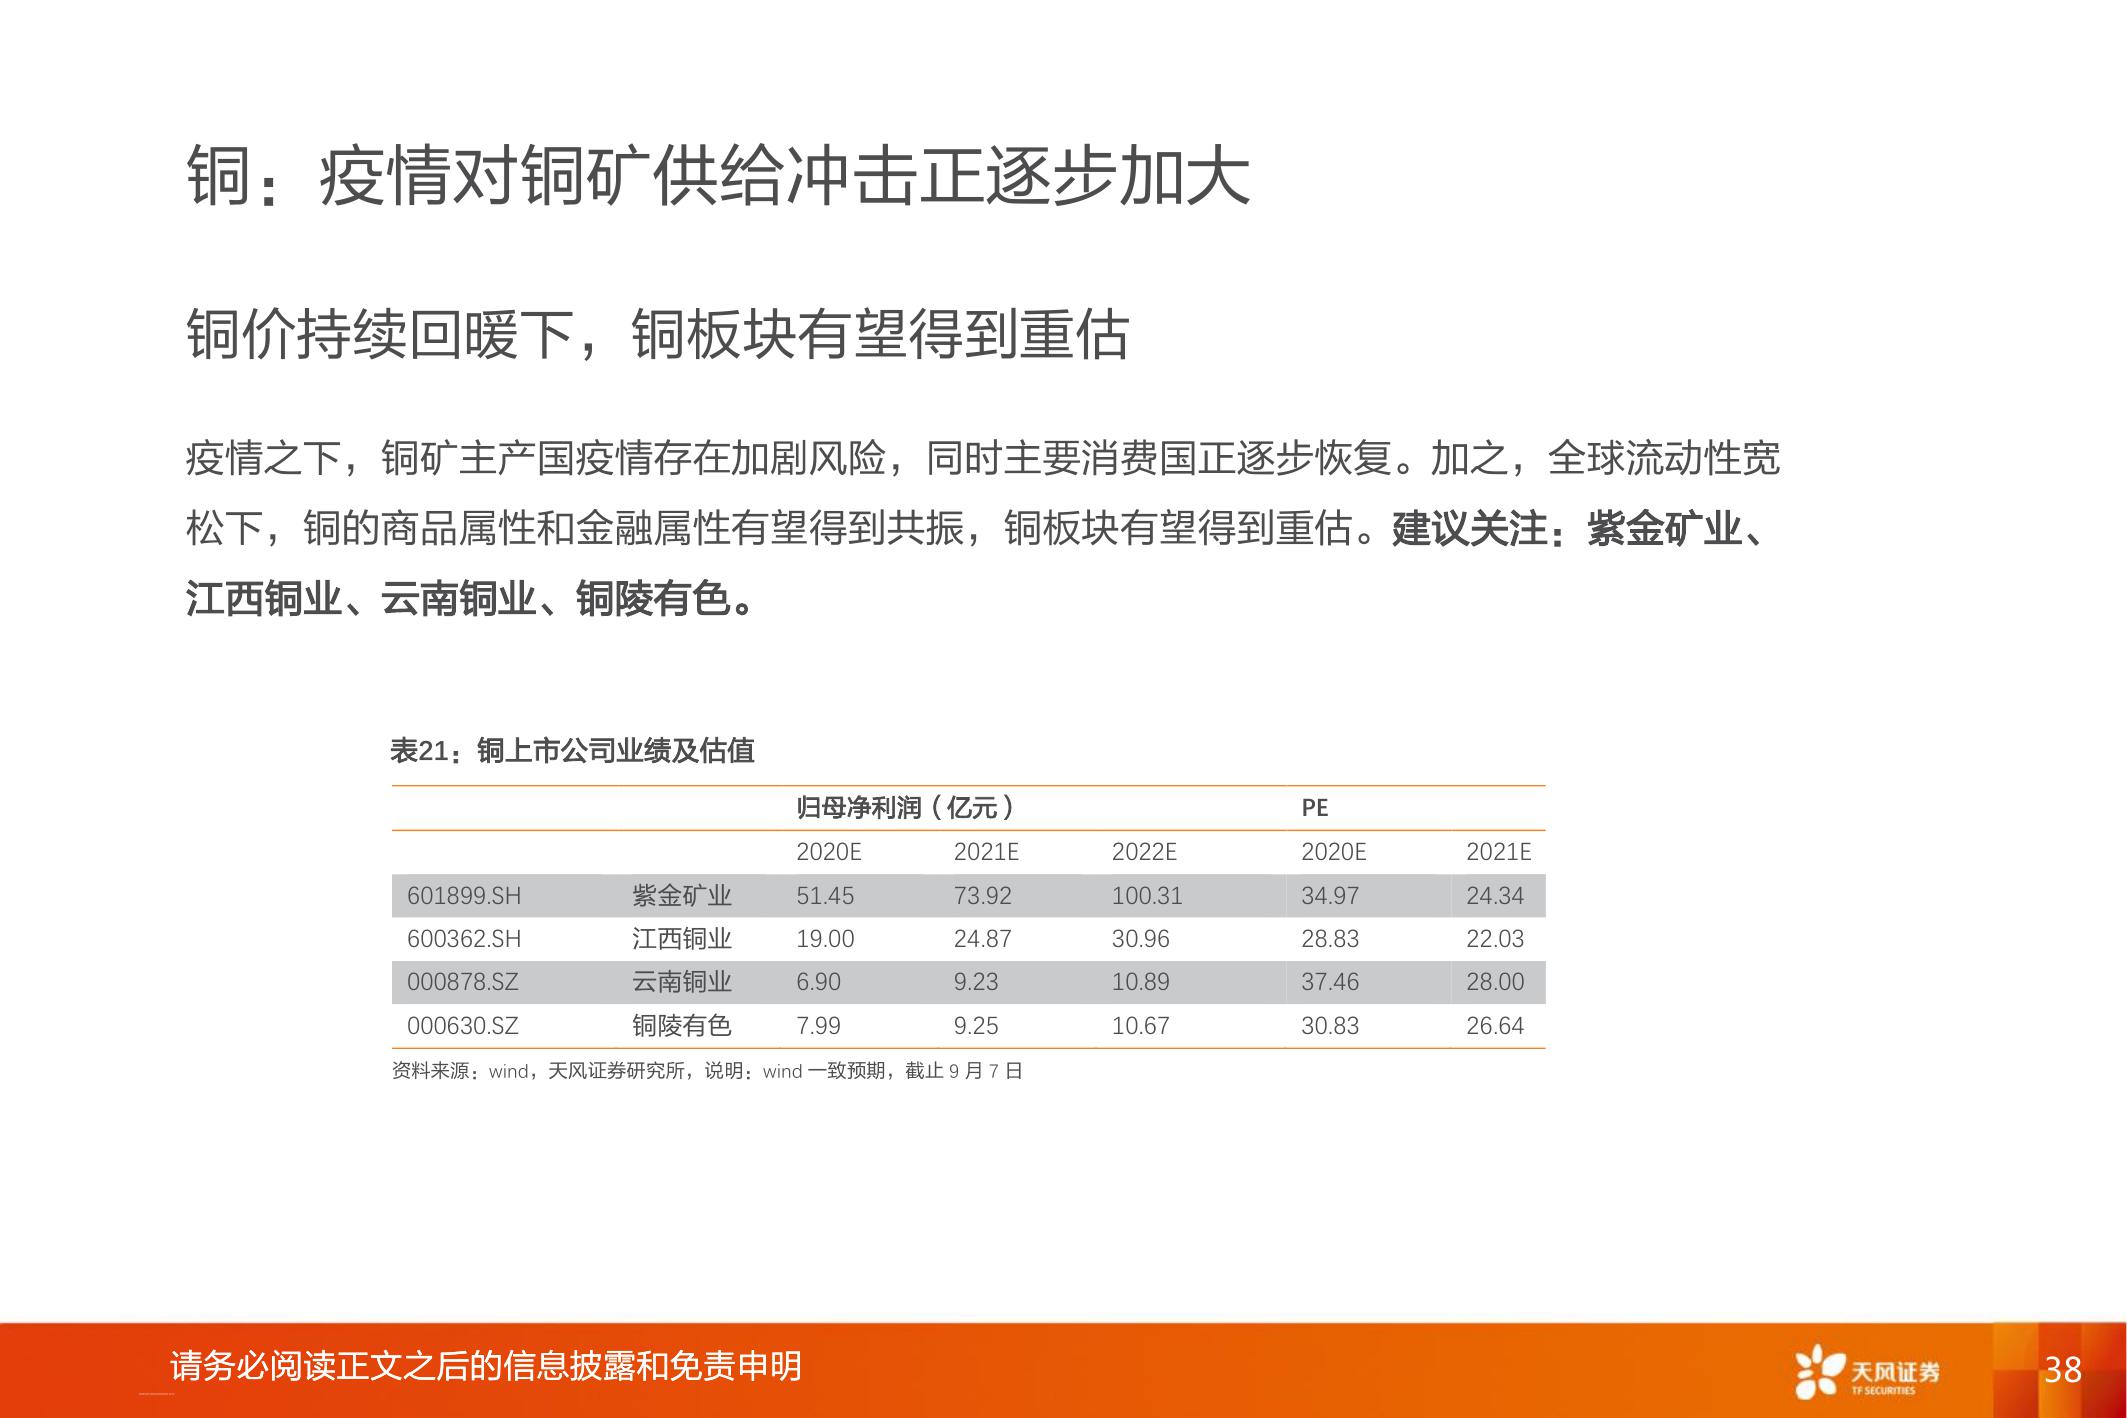 铜：疫情对铜矿供给冲击正逐步加大
铜价持续回暖下，铜板块有望得到重估
疫情之下，铜矿主产国疫情存在加剧风险，同时主要消费国正逐步恢复。加之，全球流动性宽
松下，铜的商品属性和金融属性有望得到共振，铜板块有望得到重估。建议关注：紫金矿业、
江西铜业、云南铜业、铜陵有色。
表21：铜上市公司业绩及估值
归母净利润（亿元） PE
2020E 2021E 2022E 2020E 2021E
601899.SH 紫金矿业 51.45 73.92 100.31 34.97 24.34
600362.SH 江西铜业 19.00 24.87 30.96 28.83 22.03
000878.SZ 云南铜业 6.90 9.23 10.89 37.46 28.00
000630.SZ 铜陵有色 7.99 9.25 10.67 30.83 26.64
资料来源：wind，天风证券研究所，说明：wind 一致预期，截止 9 月 7 日
请务必阅读正文之后的信息披露和免责申明
天风证券
TF SECURITIES
38